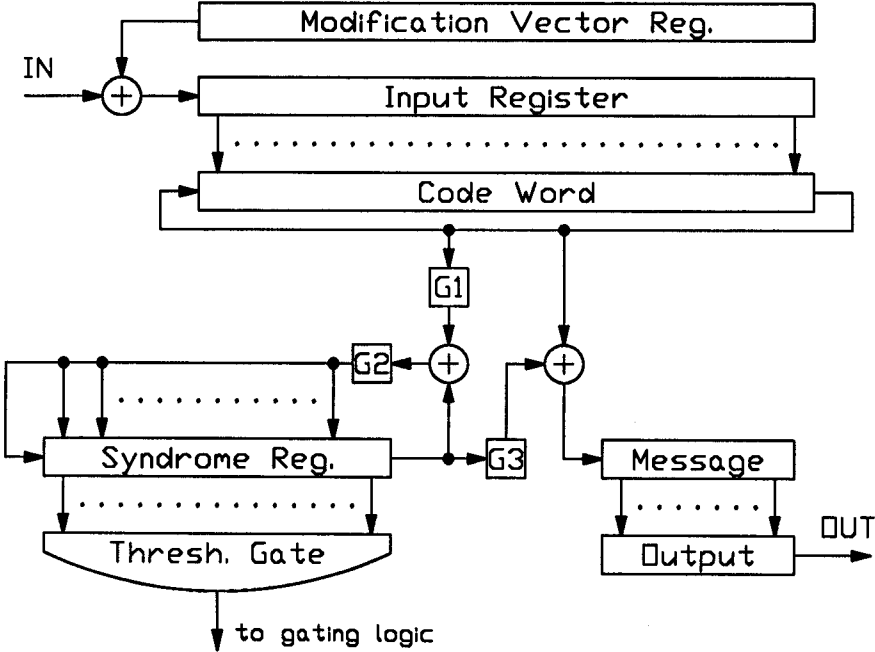 Modification Vector Reg.
IN
Input Register
Code Word
G1
G2
G3
Syndrome Reg.
Message
Thresh. Gate
Output
OUT
to gating logic